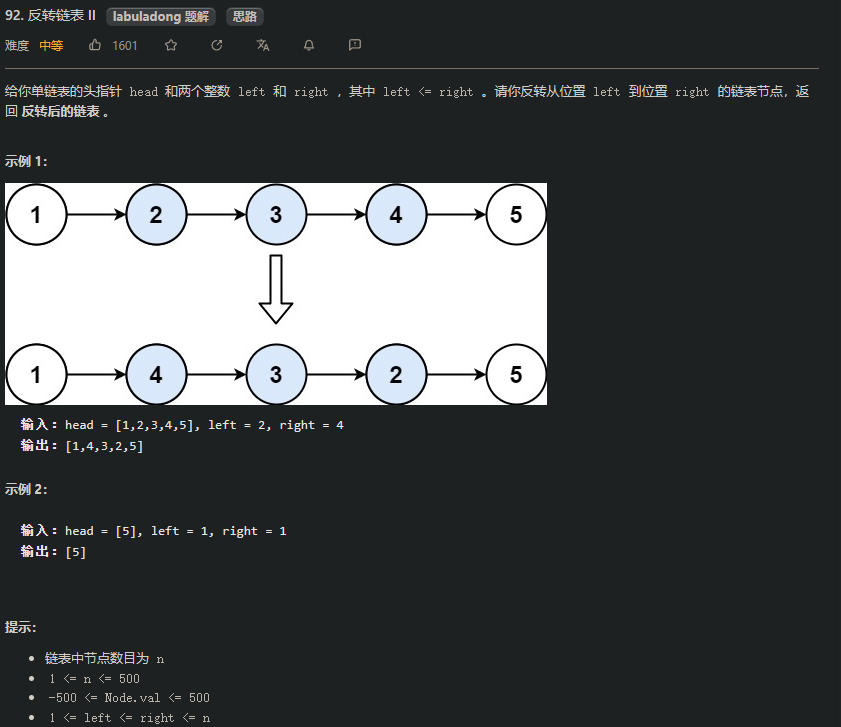 92. 反转链表 II labuladong 题解 思路
难度 中等 1601
给你单链表的头指针 head 和两个整数 left 和 right ，其中 left <= right 。请你反转从位置 left 到位置 right 的链表节点，返
回 反转后的链表 。
示例 1：
1 2 3 4 5
1 4 3 2 5
输入：head = [1,2,3,4,5], left = 2, right = 4
输出：[1,4,3,2,5]
示例 2：
输入：head = [5], left = 1, right = 1
输出：[5]
提示：
• 链表中节点数目为 n
• 1 <= n <= 500
• -500 <= Node.val <= 500
• 1 <= left <= right <= n